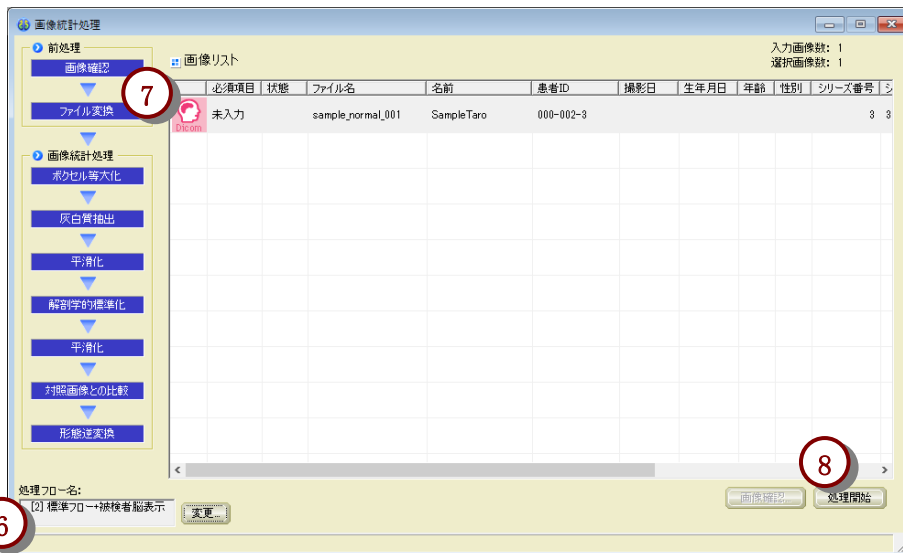 画像統計処理
前処理
画像確認
ファイル変換
画像統計処理
ボクセル等大化
灰白質抽出
平滑化
解剖学的標準化
平滑化
対照画像との比較
形態逆変換
処理フロー名:
[2] 標準フロー+被検者脳表示
変更...
6
7
画像リスト
入力画像数: 1
選択画像数: 1
必須項目 状態 ファイル名 名前 患者ID 撮影日 生年月日 年齢 性別 シリーズ番号 シ
Dicom 未入力 sample_normal_001 SampleTaro 000-002-3 3 3
8
画像確認... 処理開始